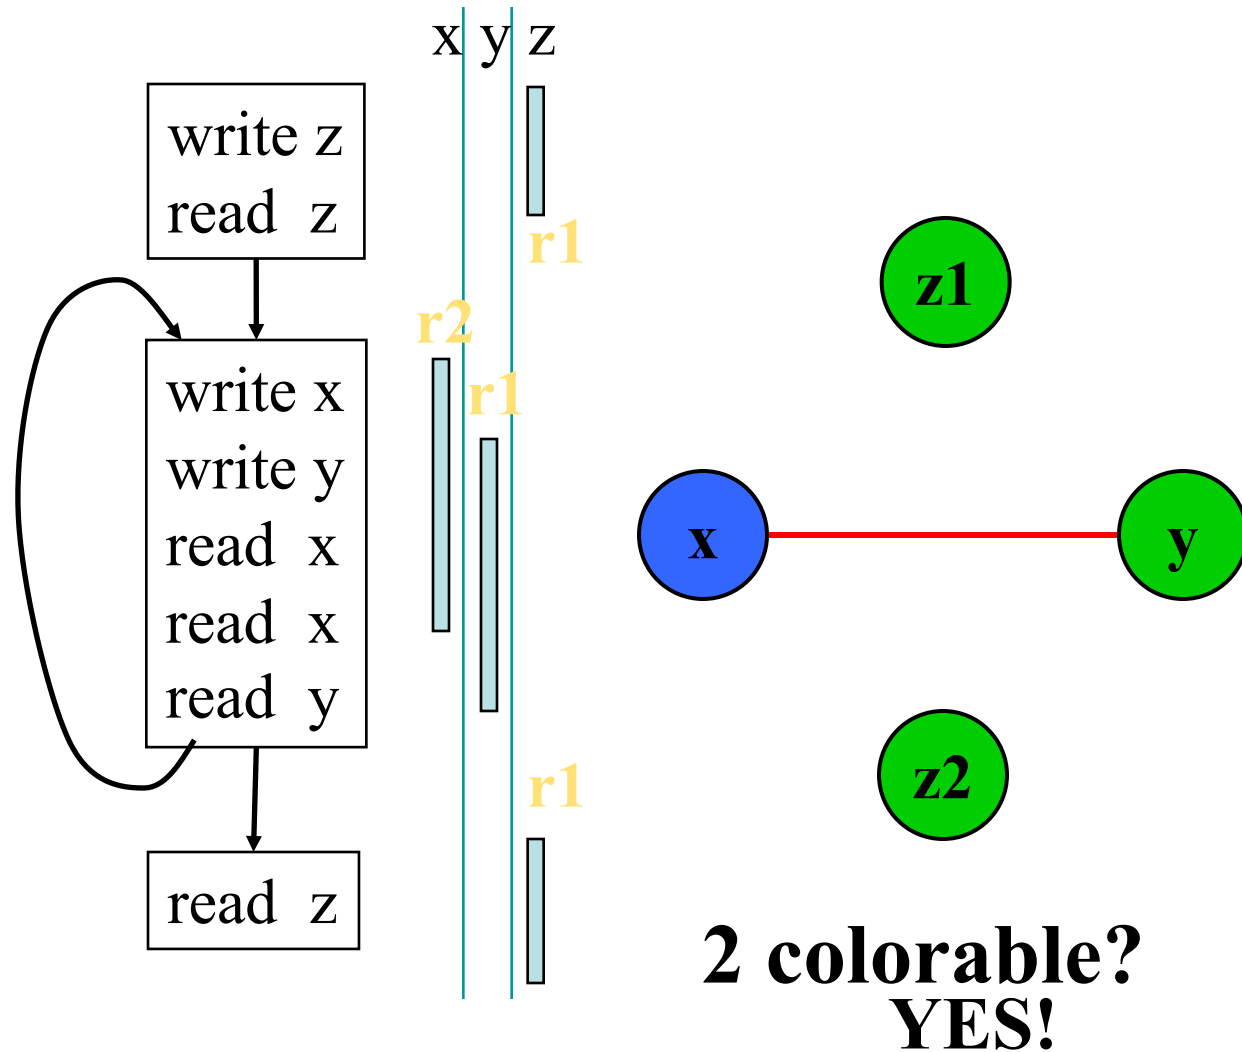 x y z
write z
read z
r1
z1
r2
r1
write x
write y
read x
read x
read y
x
y
r1
z2
read z
2 colorable?
YES!